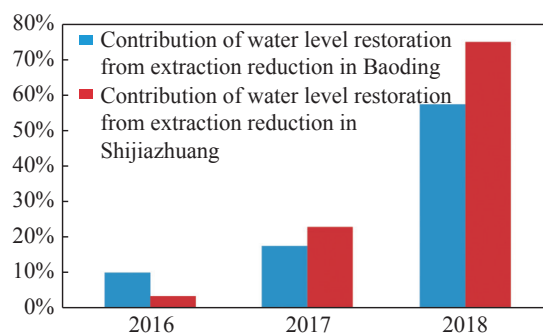 80%
70%
60%
50%
40%
30%
20%
10%
0%
Contribution of water level restoration
from extraction reduction in Baoding
Contribution of water level restoration
from extraction reduction in
Shijiazhuang
2016 2017 2018